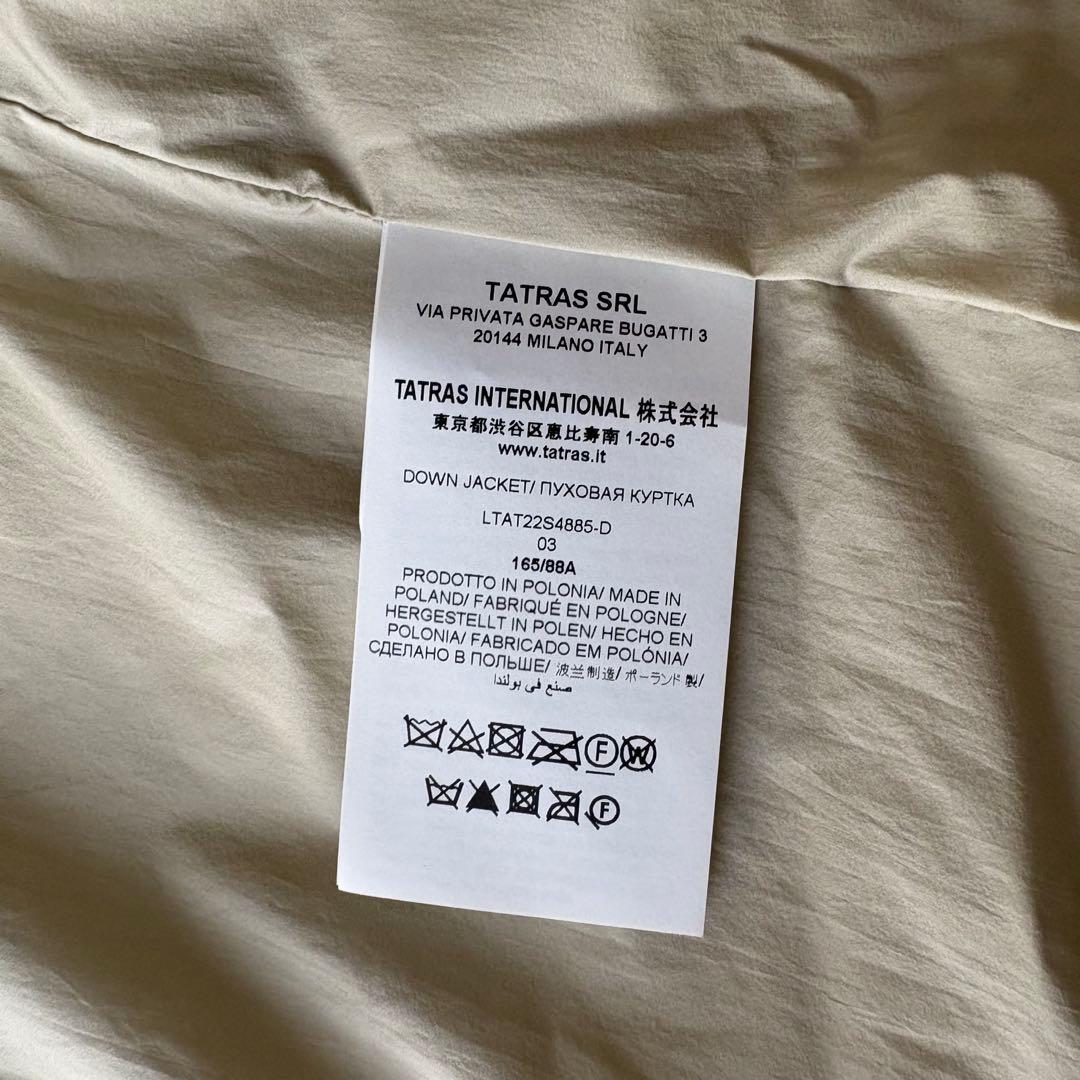 TATRAS SRL
VIA PRIVATA GASPARE BUGATTI 3
20144 MILANO ITALY
TATRAS INTERNATIONAL 株式会社
東京都渋谷区恵比寿南 1-20-6
www.tatras.it
DOWN JACKET/ ПУХОВАЯ КУРТКА
LTAT22S4885-D
03
165/88A
PRODOTTO IN POLONIA/ MADE IN
POLAND/ FABRIQUÉ EN POLOGNE/
HERGESTELLT IN POLEN/ HECHO EN
POLONIA/ FABRICADO EM POLÓNIA/
СДЕЛАНО В ПОЛЬШЕ/ 波兰制造/ ポーランド製/
صنع في بولندا
F W
F